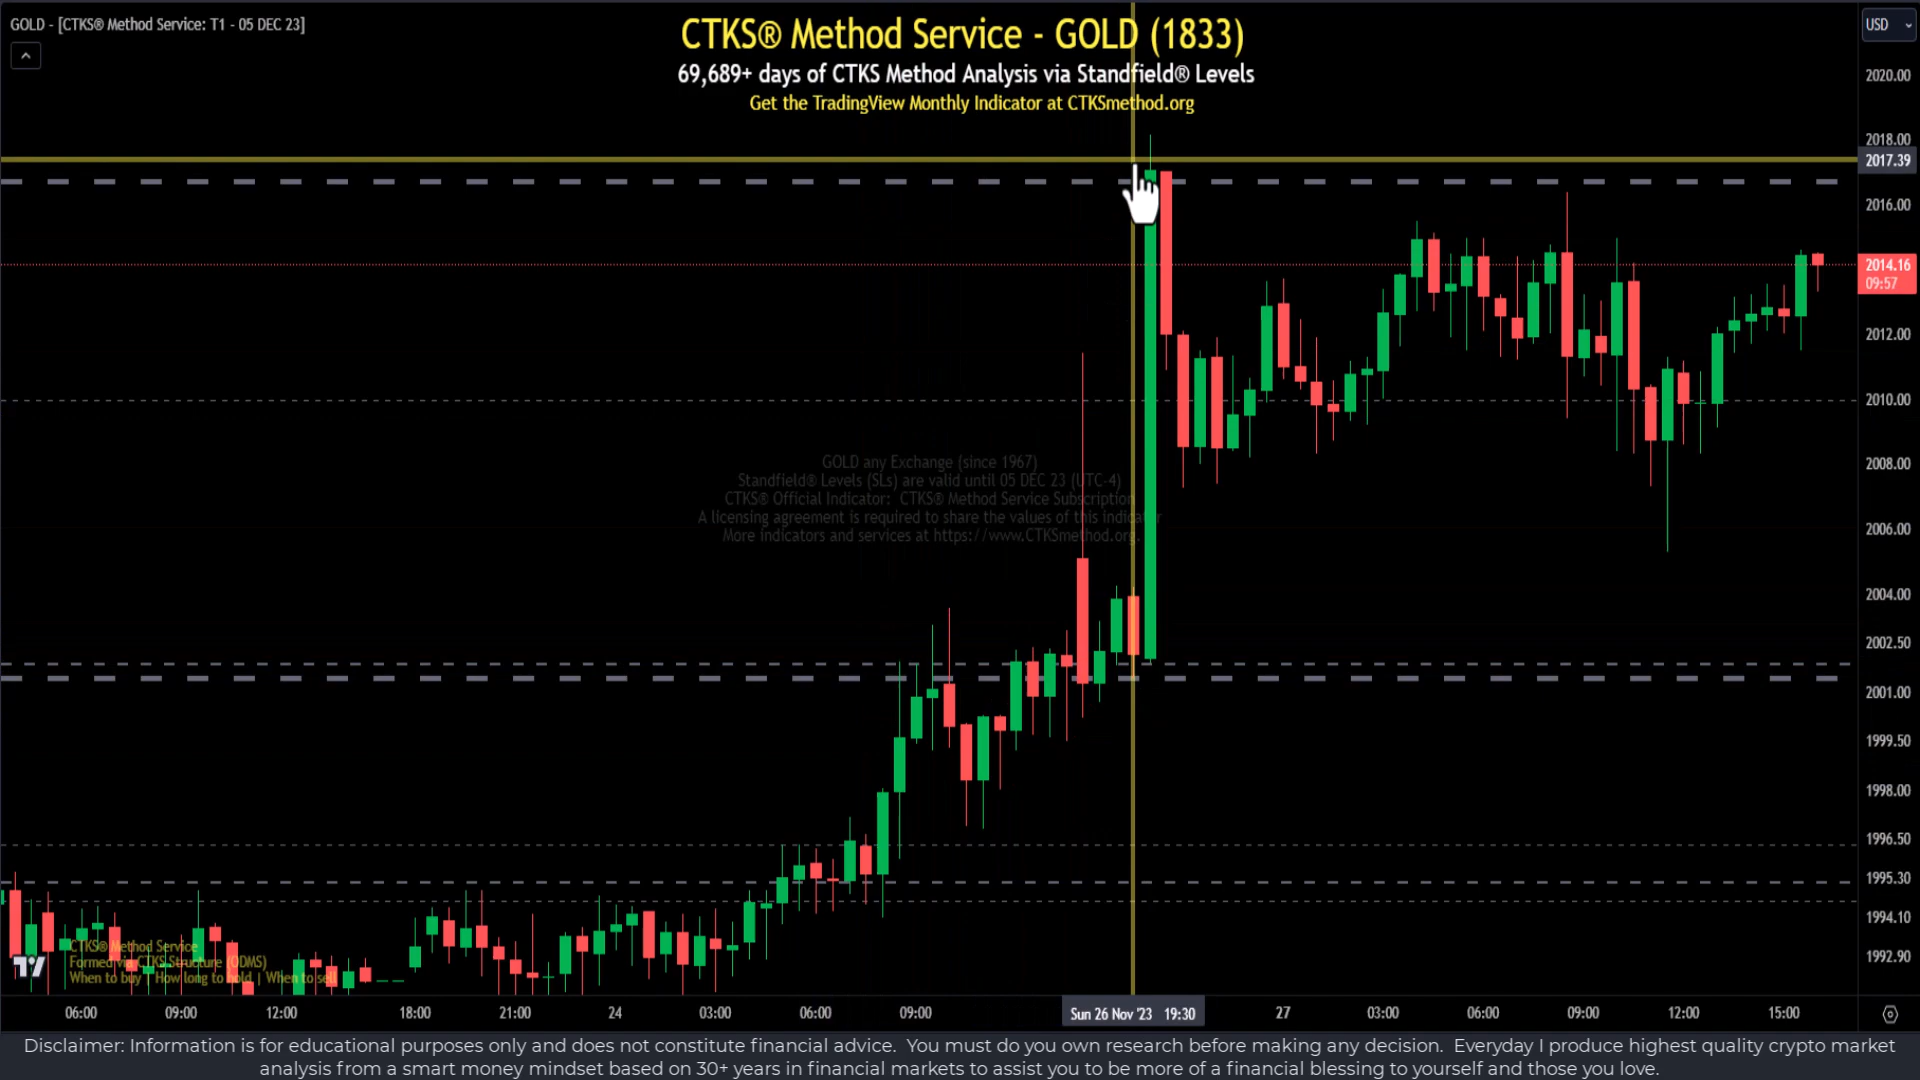 GOLD - [CTKS® Method Service: T1 - 05 DEC 23]
CTKS® Method Service - GOLD (1833)
69,689+ days of CTKS Method Analysis via Standfield® Levels
Get the TradingView Monthly Indicator at CTKSmethod.org
USD
2020.00
2018.00
2017.39
2016.00
2014.16
09:57
2012.00
2010.00
2008.00
2006.00
2004.00
2002.50
2001.00
1999.50
1998.00
1996.50
1995.30
1994.10
1992.90
GOLD any Exchange (since 1967)
Standfield® Levels (SLs) are valid until 05 DEC 23 (UTC-4)
CTKS® Official Indicator: CTKS® Method Service Subscription
A licensing agreement is required to share the values of this indicator
More indicators and services at https://www.CTKSmethod.org.
CTKS® Method Service
Formed via CTKS Structure (ODMS)
When to buy | How long to hold | When to sell
06:00 09:00 12:00 18:00 21:00 24 03:00 06:00 09:00 Sun 26 Nov '23 19:30 27 03:00 06:00 09:00 12:00 15:00
Disclaimer: Information is for educational purposes only and does not constitute financial advice. You must do you own research before making any decision. Everyday I produce highest quality crypto market
analysis from a smart money mindset based on 30+ years in financial markets to assist you to be more of a financial blessing to yourself and those you love.